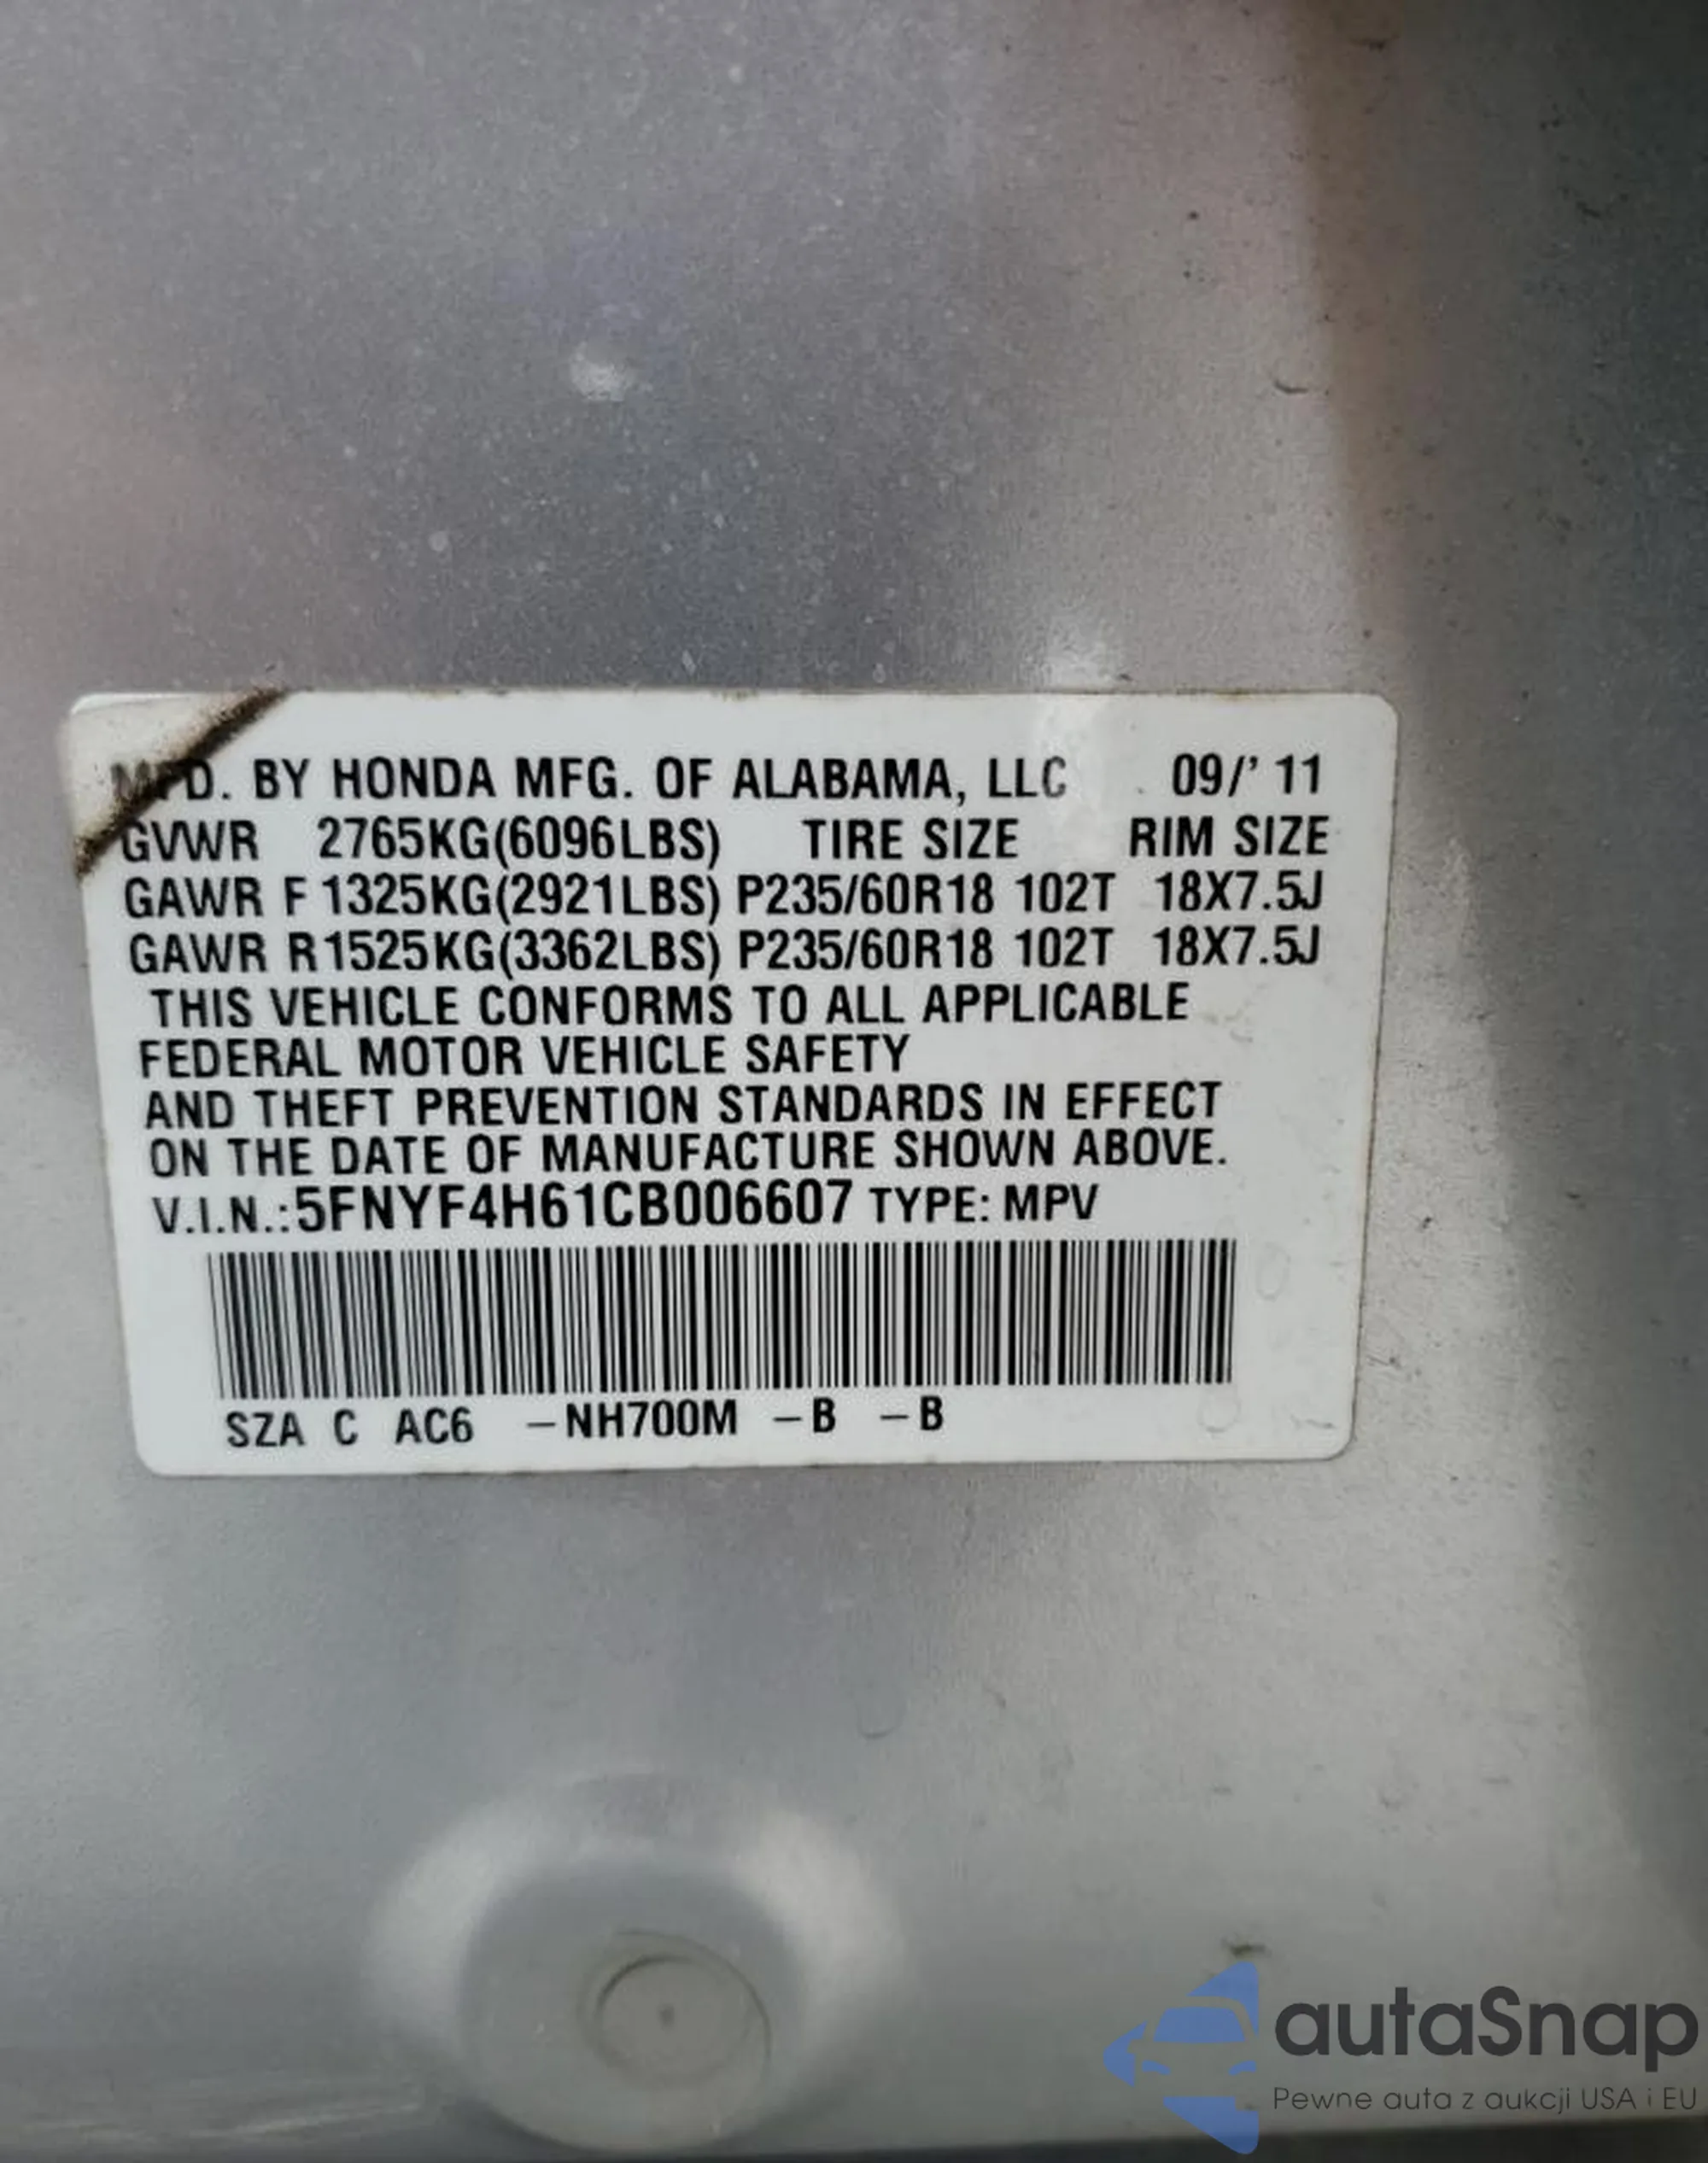 MFD. BY HONDA MFG. OF ALABAMA, LLC 09/' 11
GVWR 2765KG(6096LBS) TIRE SIZE RIM SIZE
GAWR F 1325KG(2921LBS) P235/60R18 102T 18X7.5J
GAWR R 1525KG(3362LBS) P235/60R18 102T 18X7.5J
THIS VEHICLE CONFORMS TO ALL APPLICABLE
FEDERAL MOTOR VEHICLE SAFETY
AND THEFT PREVENTION STANDARDS IN EFFECT
ON THE DATE OF MANUFACTURE SHOWN ABOVE.
V.I.N.:5FNYF4H61CB006607 TYPE: MPV
SZA C AC6 –NH700M –B –B
autaSnap
Pewne auta z aukcji USA i EU